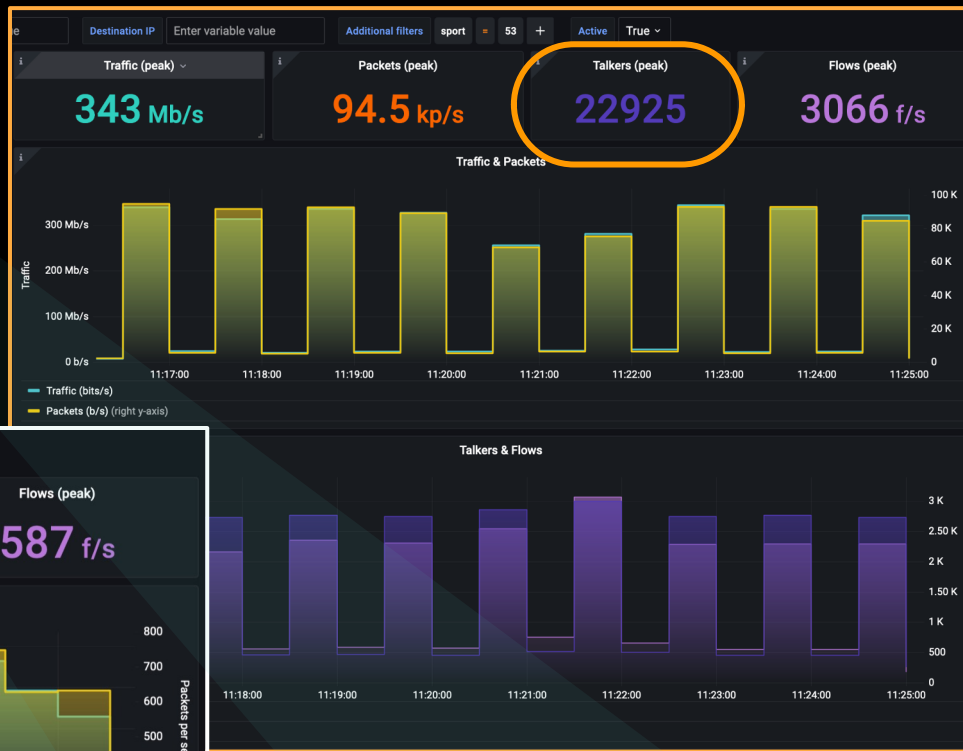 e Destination IP Enter variable value Additional filters sport = 53 + Active True
Traffic (peak) Packets (peak) Talkers (peak) Flows (peak)
343 Mb/s 94.5 kp/s 22925 3066 f/s
Traffic & Packets
Traffic
300 Mb/s
200 Mb/s
100 Mb/s
0 b/s
100 K
80 K
60 K
40 K
20 K
0
11:17:00 11:18:00 11:19:00 11:20:00 11:21:00 11:22:00 11:23:00 11:24:00 11:25:00
Traffic (bits/s)
Packets (b/s) (right y-axis)
Talkers & Flows
3 K
2.50 K
2 K
1.50 K
1 K
500
0
11:18:00 11:19:00 11:20:00 11:21:00 11:22:00 11:23:00 11:24:00 11:25:00
Flows (peak)
587 f/s
800
700
600
500
Packets per se